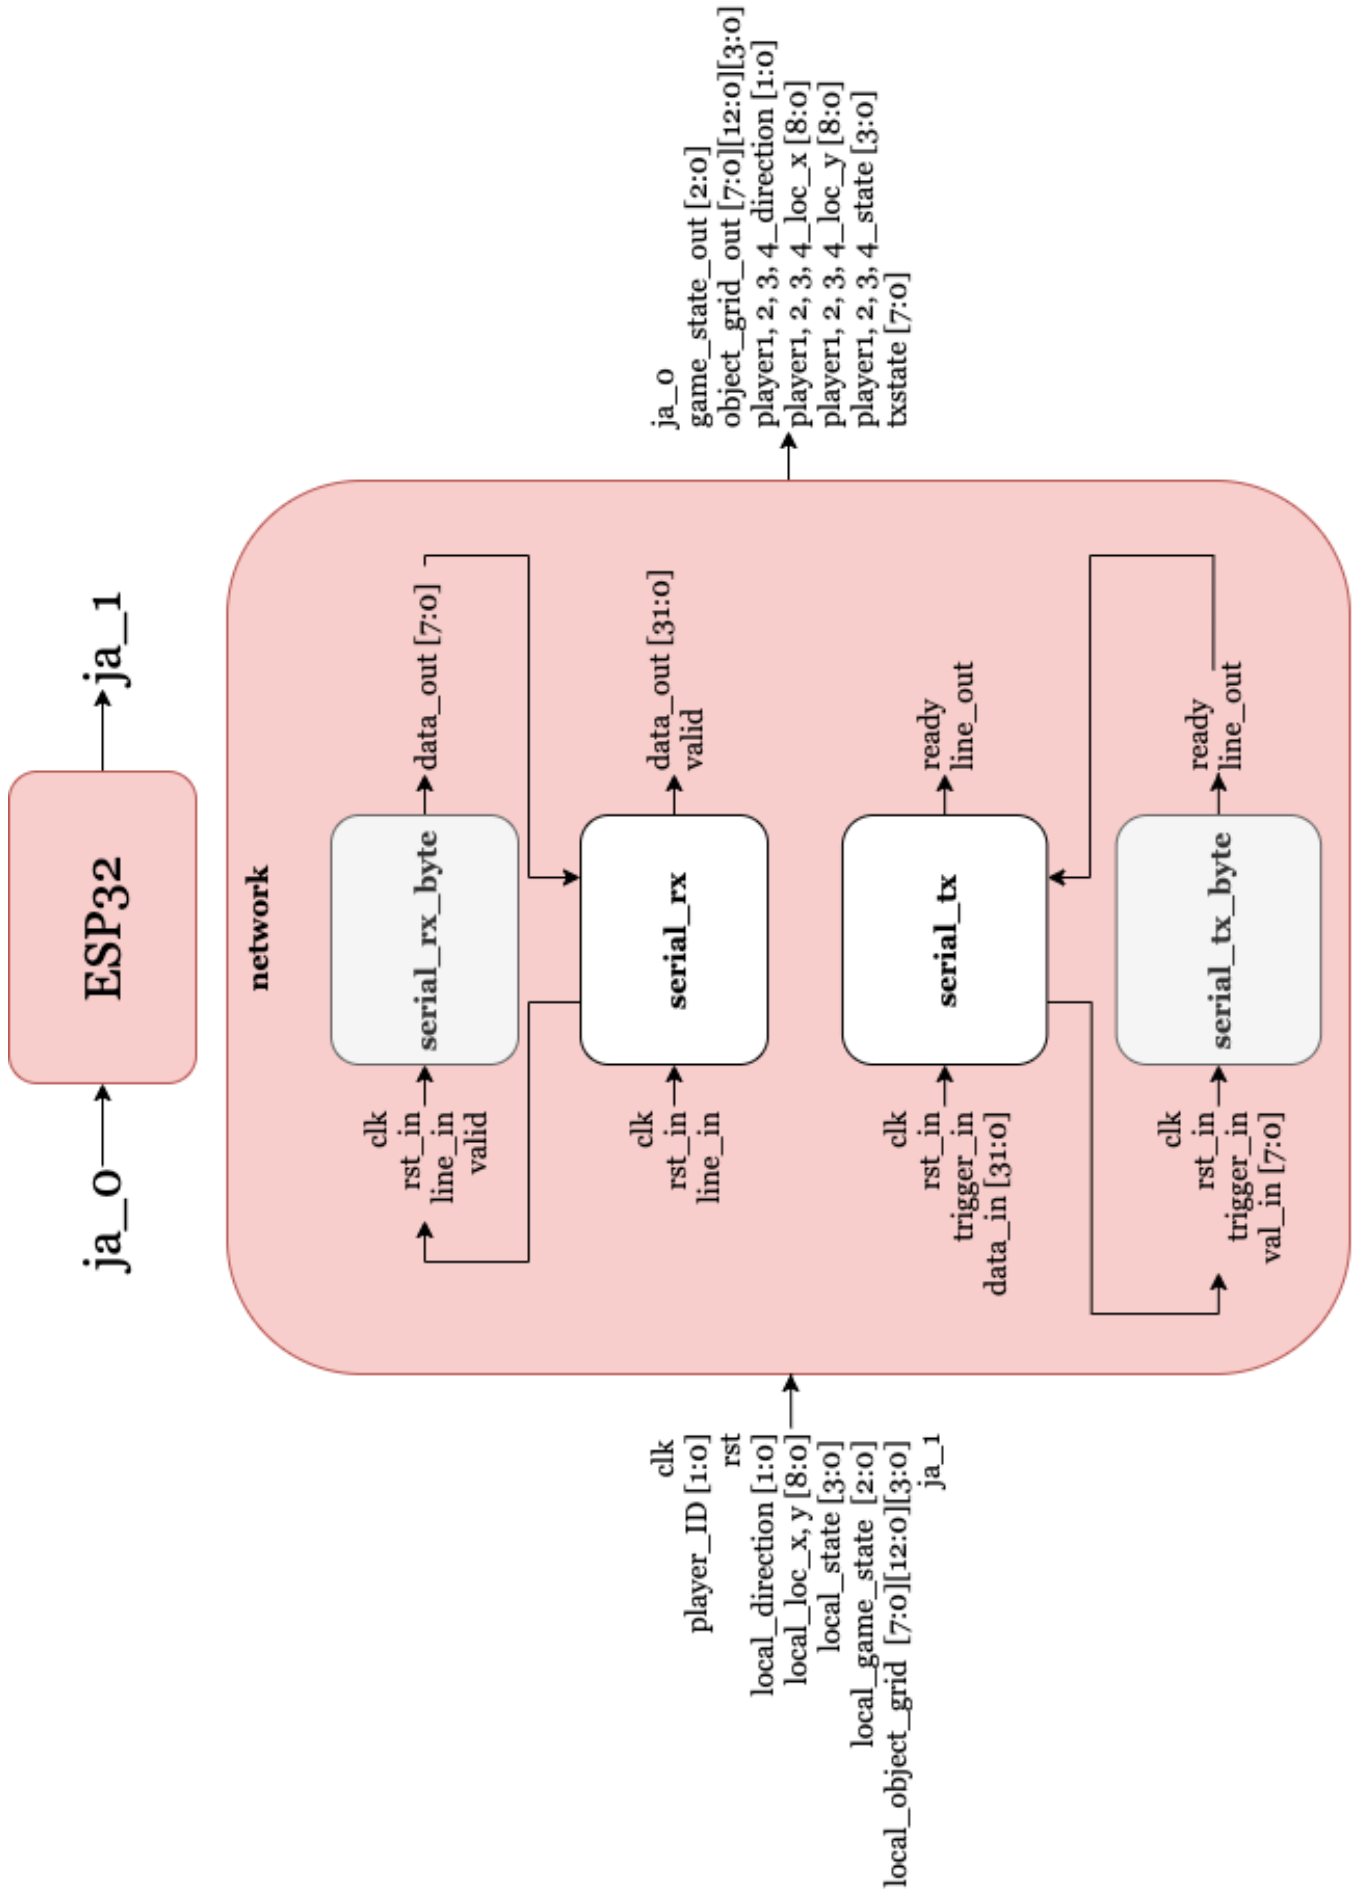 ja_0
ESP32
ja_1
network
clk
player_ID [1:0]
rst
local_direction [1:0]
local_loc_x, y [8:0]
local_state [3:0]
local_game_state [2:0]
local_object_grid [7:0][12:0][3:0]
ja_1
clk
rst_in
line_in
valid
serial_rx_byte
data_out [7:0]
clk
rst_in
line_in
serial_rx
data_out [31:0]
valid
clk
rst_in
trigger_in
data_in [31:0]
serial_tx
ready
line_out
clk
rst_in
trigger_in
val_in [7:0]
serial_tx_byte
ready
line_out
ja_0
game_state_out [2:0]
object_grid_out [7:0][12:0][3:0]
player1, 2, 3, 4_direction [1:0]
player1, 2, 3, 4_loc_x [8:0]
player1, 2, 3, 4_loc_y [8:0]
player1, 2, 3, 4_state [3:0]
txstate [7:0]